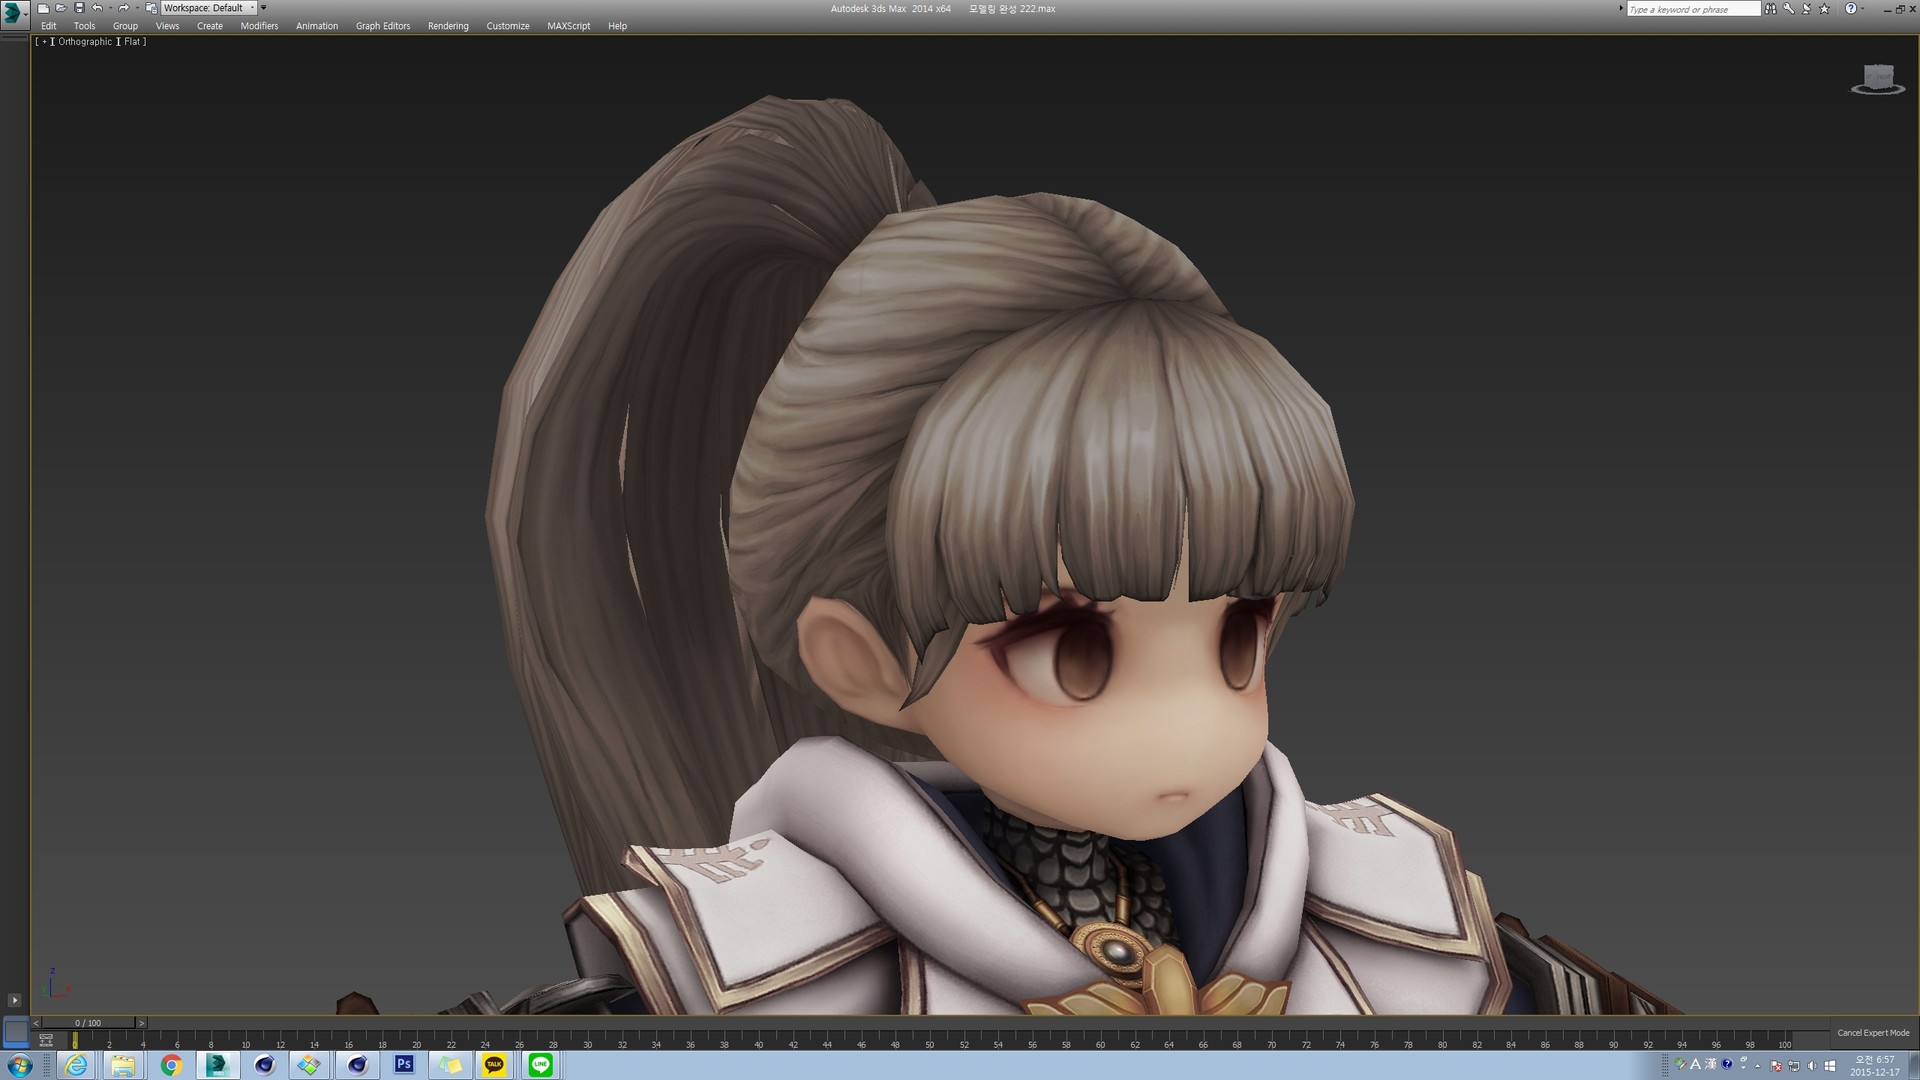 Workspace: Default
Autodesk 3ds Max 2014 x64 모델링 완성 222.max
Type a keyword or phrase
Edit Tools Group Views Create Modifiers Animation Graph Editors Rendering Customize MAXScript Help
[ + ] Orthographic ] Flat ]
z
0 / 100
0 2 4 6 8 10 12 14 16 18 20 22 24 26 28 30 32 34 36 38 40 42 44 46 48 50 52 54 56 58 60 62 64 66 68 70 72 74 76 78 80 82 84 86 88 90 92 94 96 98 100
Cancel Expert Mode
Ps
TALK
LINE
A 漢
오전 6:57
2015-12-17